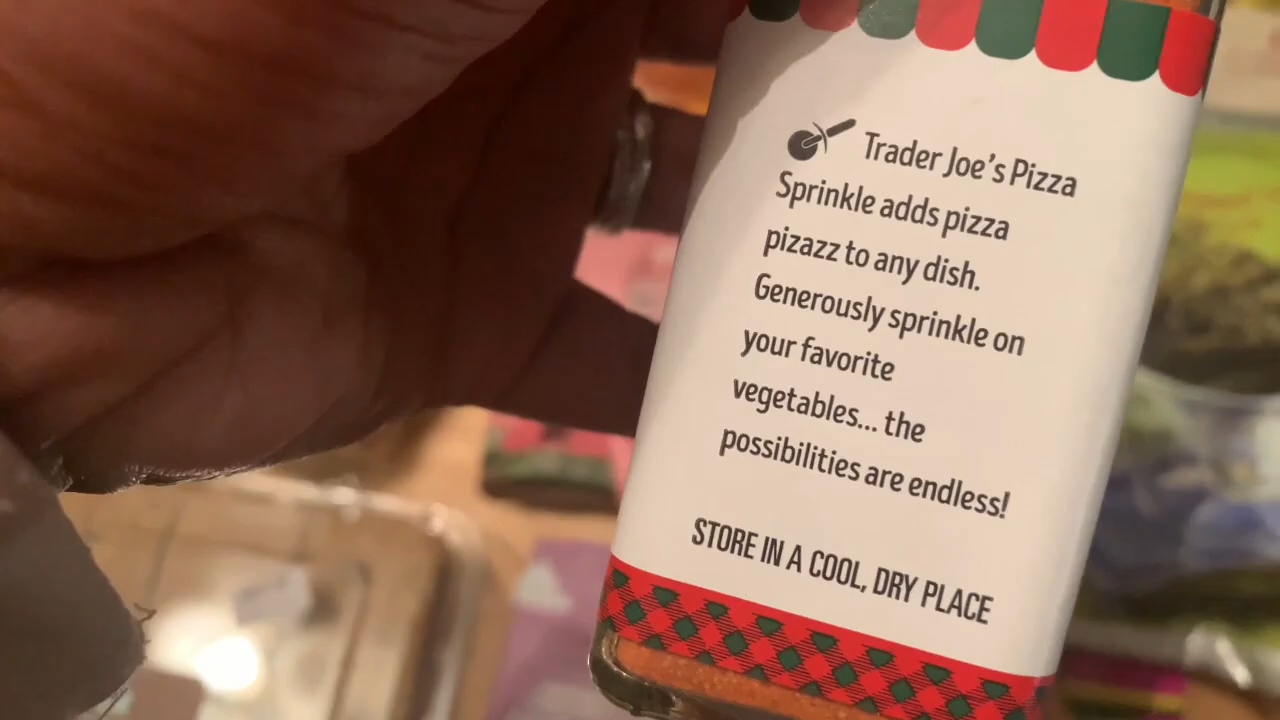 Trader Joe's Pizza
Sprinkle adds pizza
pizazz to any dish.
Generously sprinkle on
your favorite
vegetables... the
possibilities are endless!
STORE IN A COOL, DRY PLACE